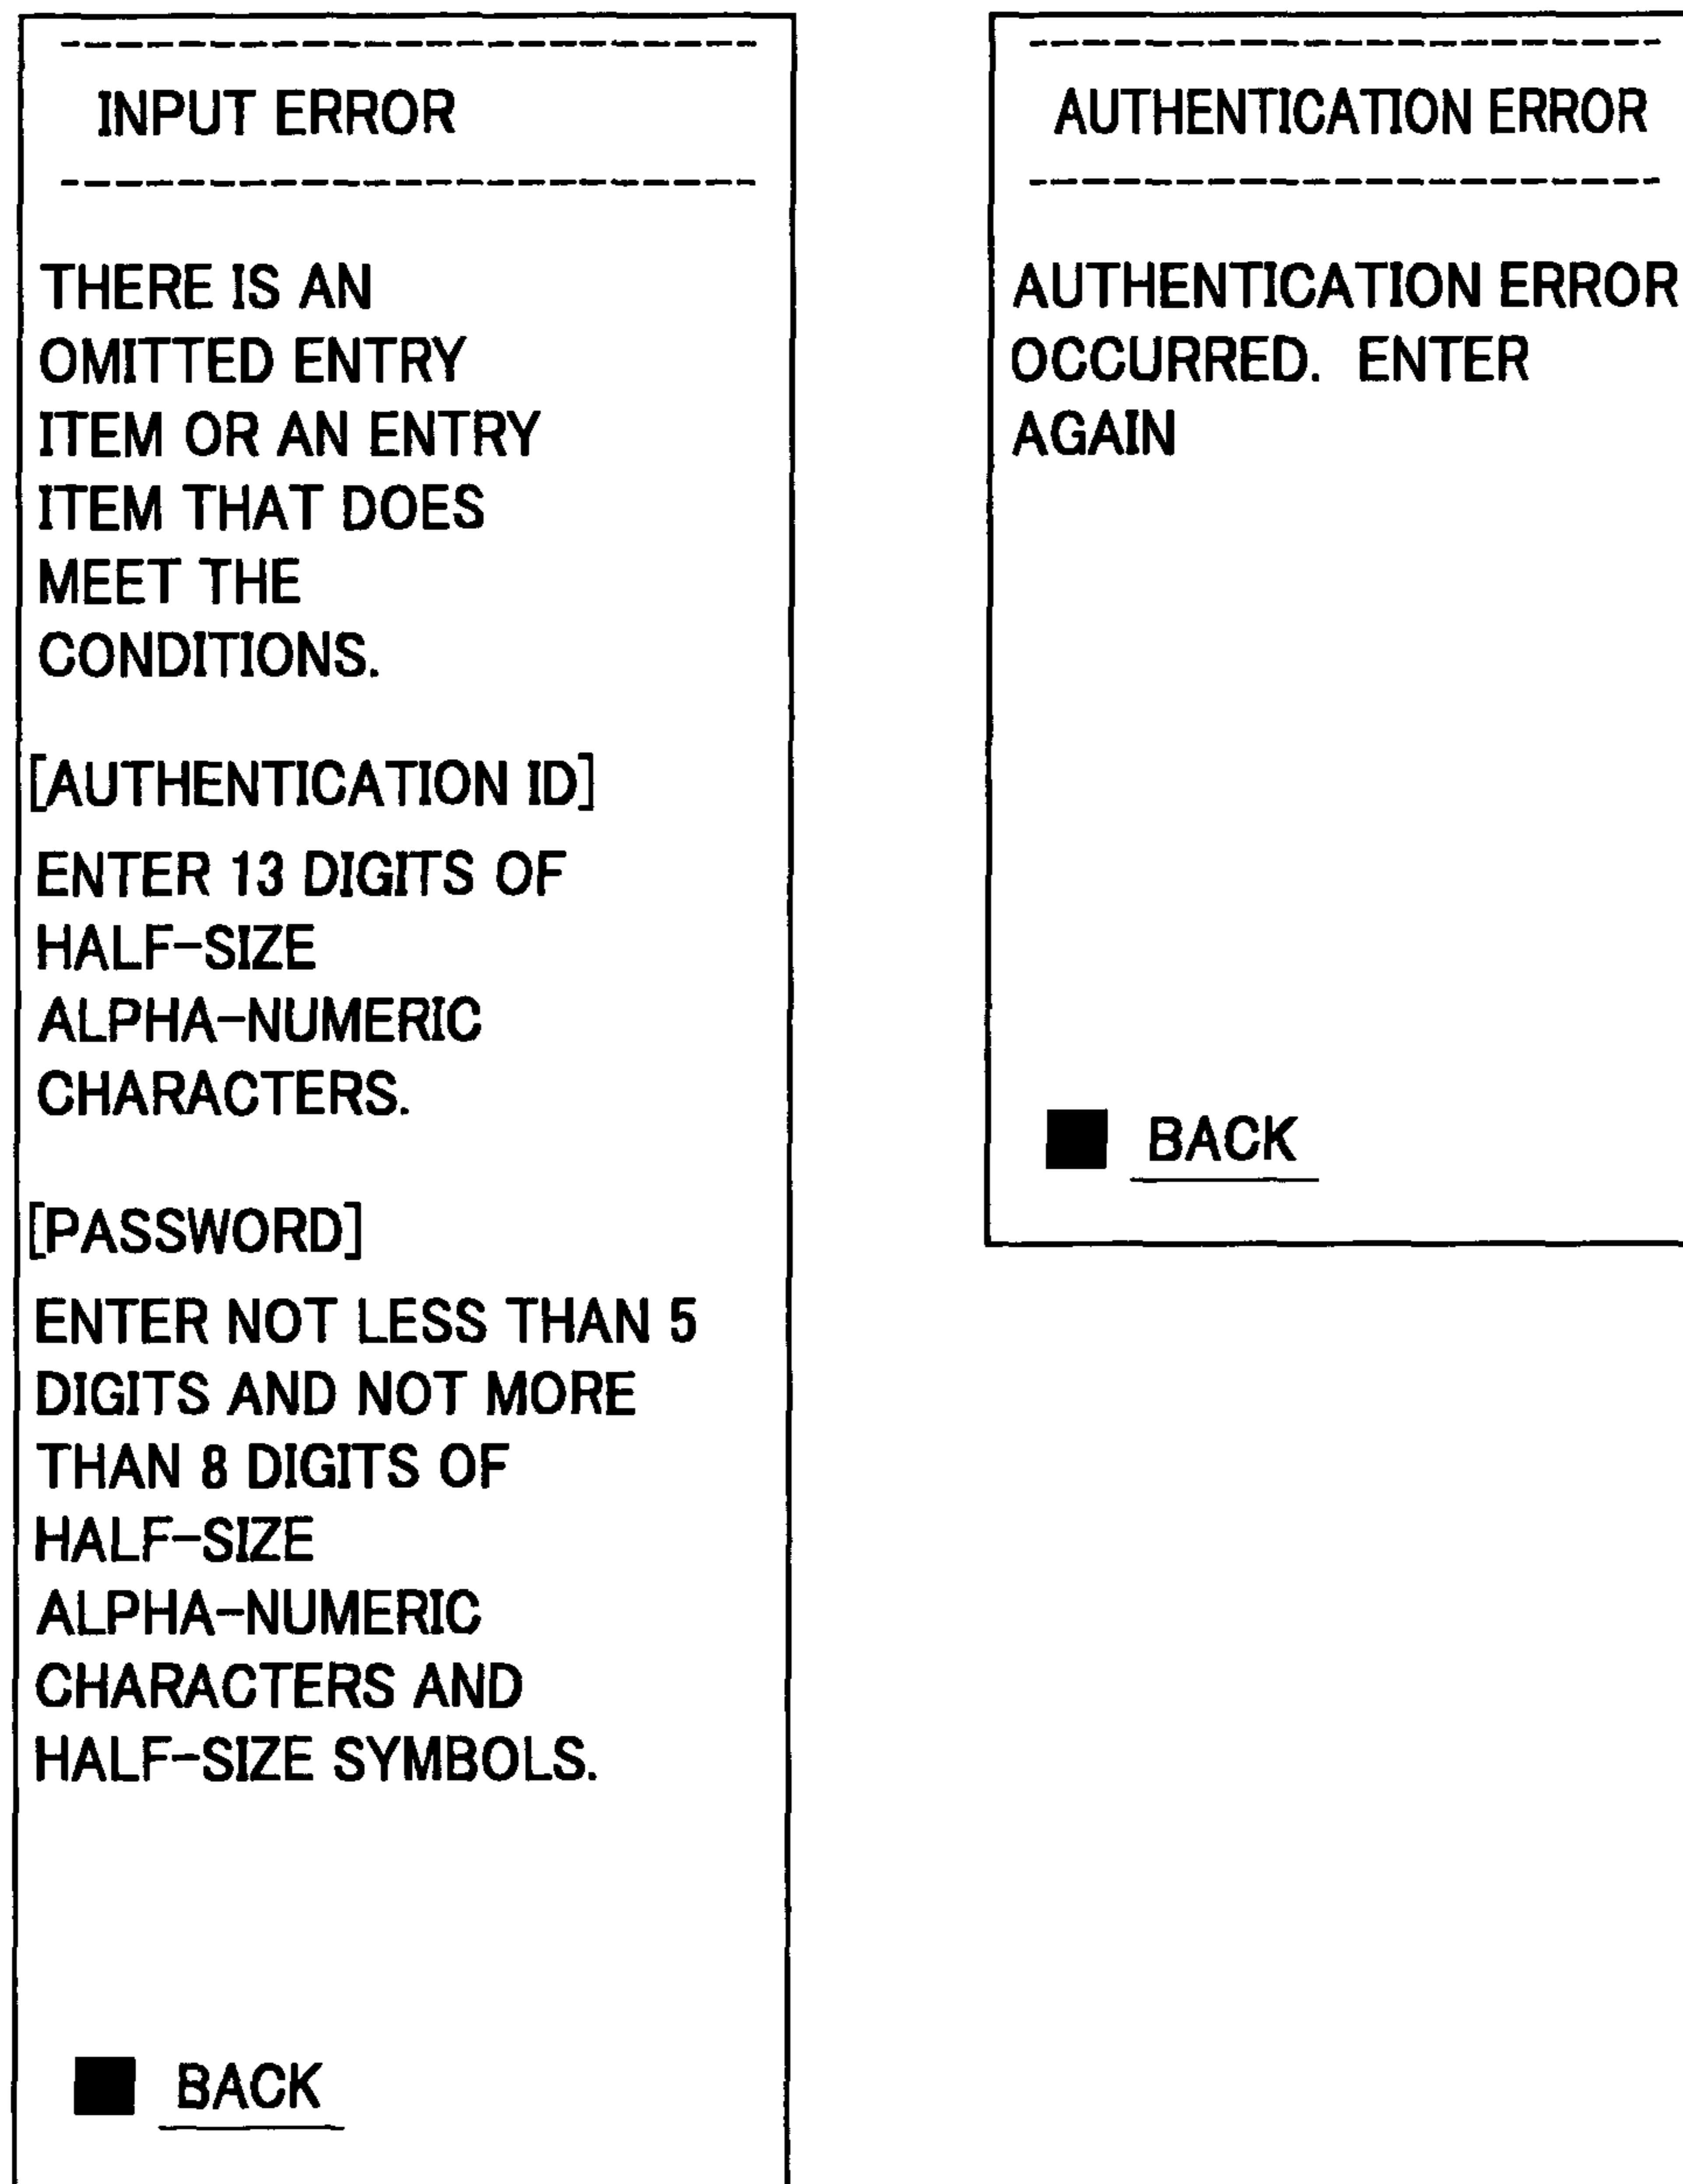 INPUT ERROR
THERE IS AN
OMITTED ENTRY
ITEM OR AN ENTRY
ITEM THAT DOES
MEET THE
CONDITIONS.
[AUTHENTICATION ID]
ENTER 13 DIGITS OF
HALF-SIZE
ALPHA-NUMERIC
CHARACTERS.
[PASSWORD]
ENTER NOT LESS THAN 5
DIGITS AND NOT MORE
THAN 8 DIGITS OF
HALF-SIZE
ALPHA-NUMERIC
CHARACTERS AND
HALF-SIZE SYMBOLS.
BACK
AUTHENTICATION ERROR
AUTHENTICATION ERROR
OCCURRED. ENTER
AGAIN
BACK